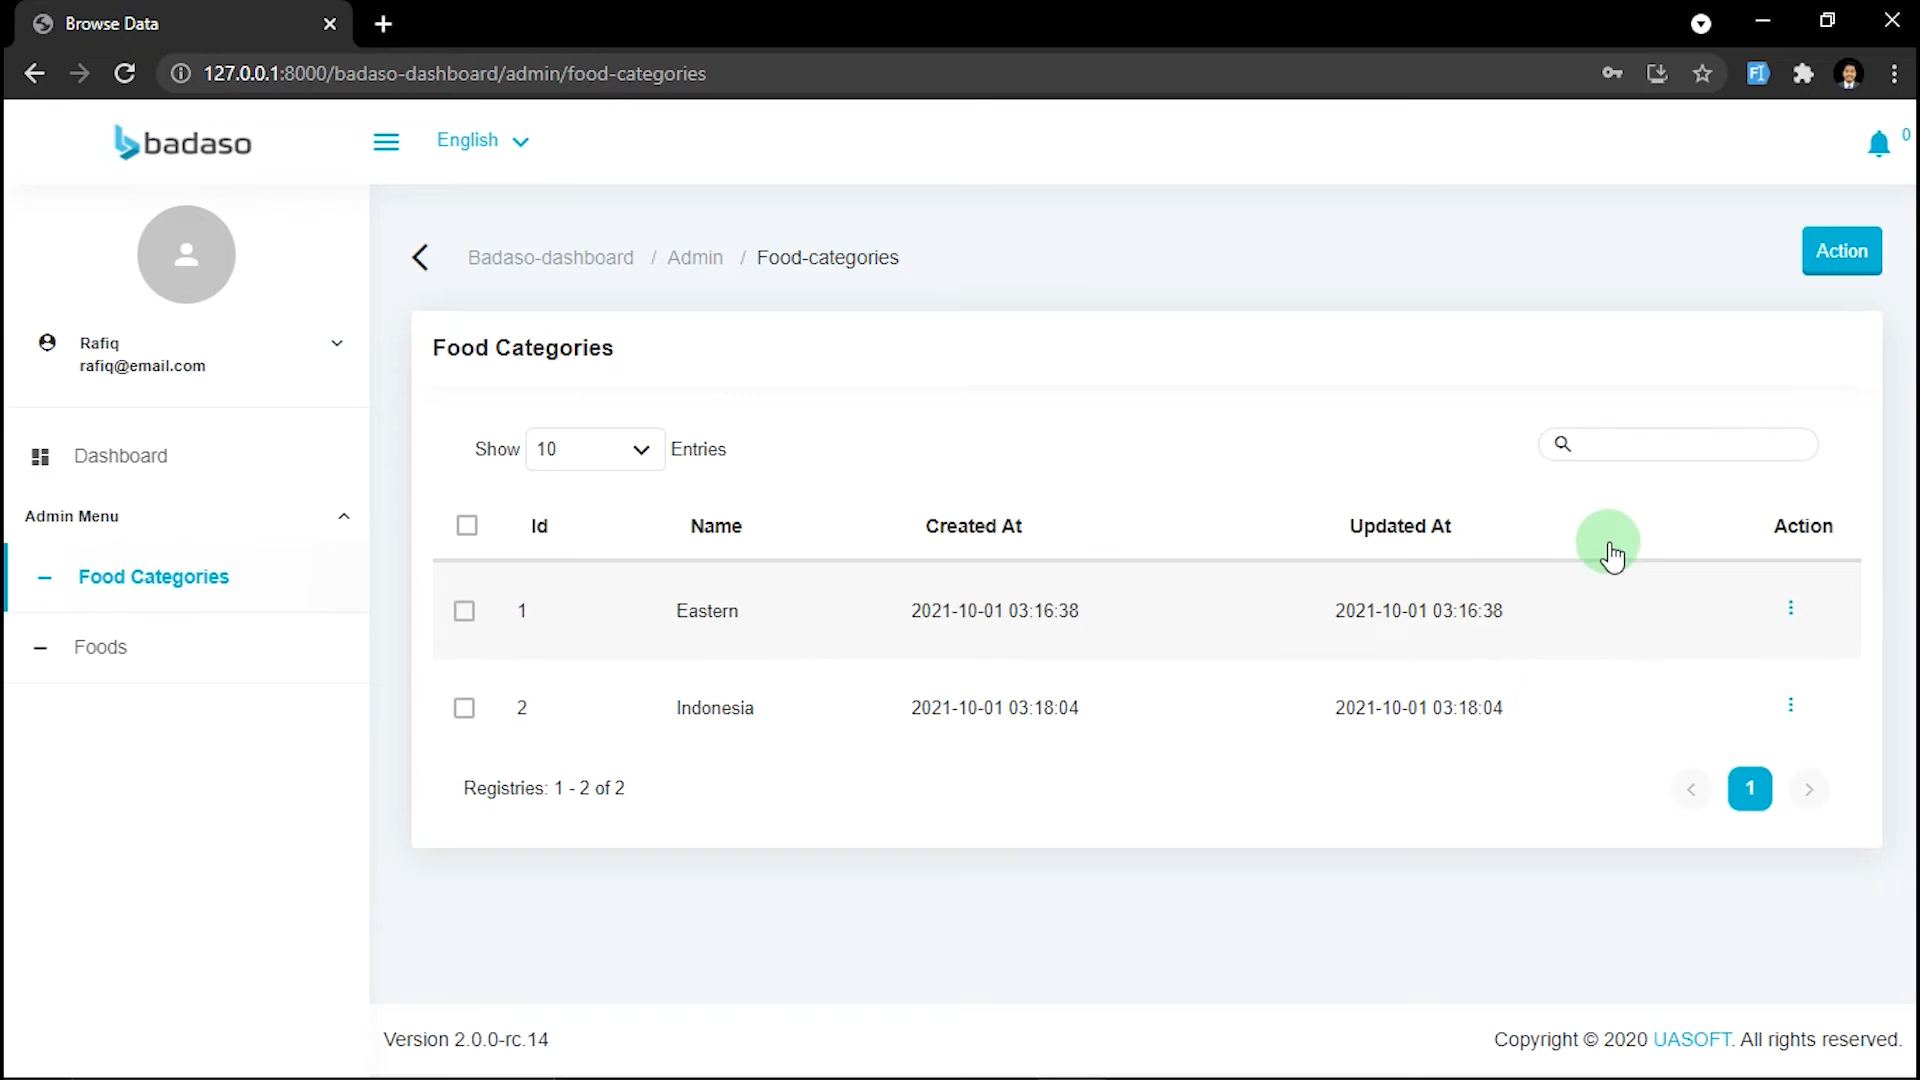 Browse Data
127.0.0.1:8000/badaso-dashboard/admin/food-categories
badaso
English
0
Rafiq
rafiq@email.com
Dashboard
Admin Menu
Food Categories
Foods
Badaso-dashboard / Admin / Food-categories
Action
Food Categories
Show 10 Entries
Id Name Created At Updated At Action
1 Eastern 2021-10-01 03:16:38 2021-10-01 03:16:38
2 Indonesia 2021-10-01 03:18:04 2021-10-01 03:18:04
Registries: 1 - 2 of 2
1
Version 2.0.0-rc.14
Copyright © 2020 UASOFT. All rights reserved.